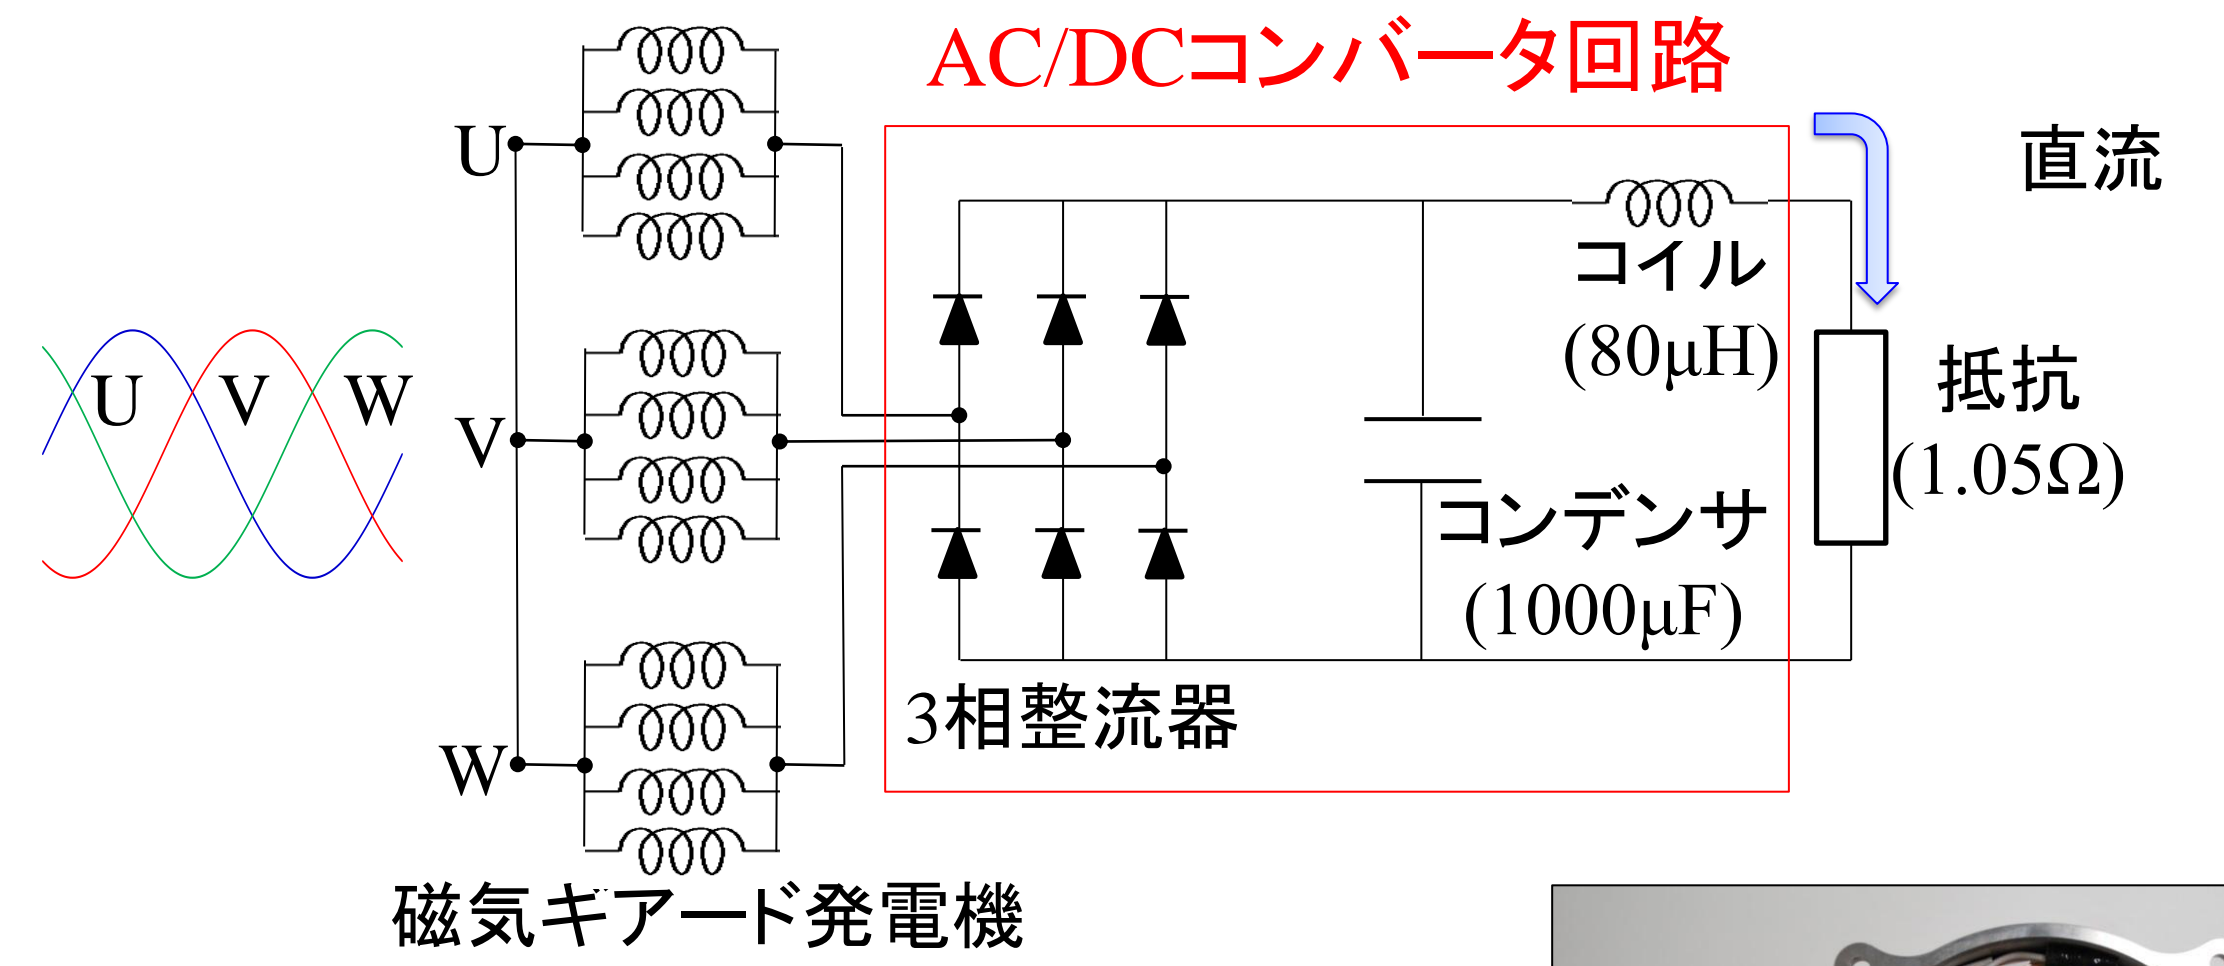 AC/DCコンバータ回路
直流
U
V
W
U V W
コイル
(80μH)
抵抗
(1.05Ω)
コンデンサ
(1000μF)
3相整流器
磁気ギアード発電機